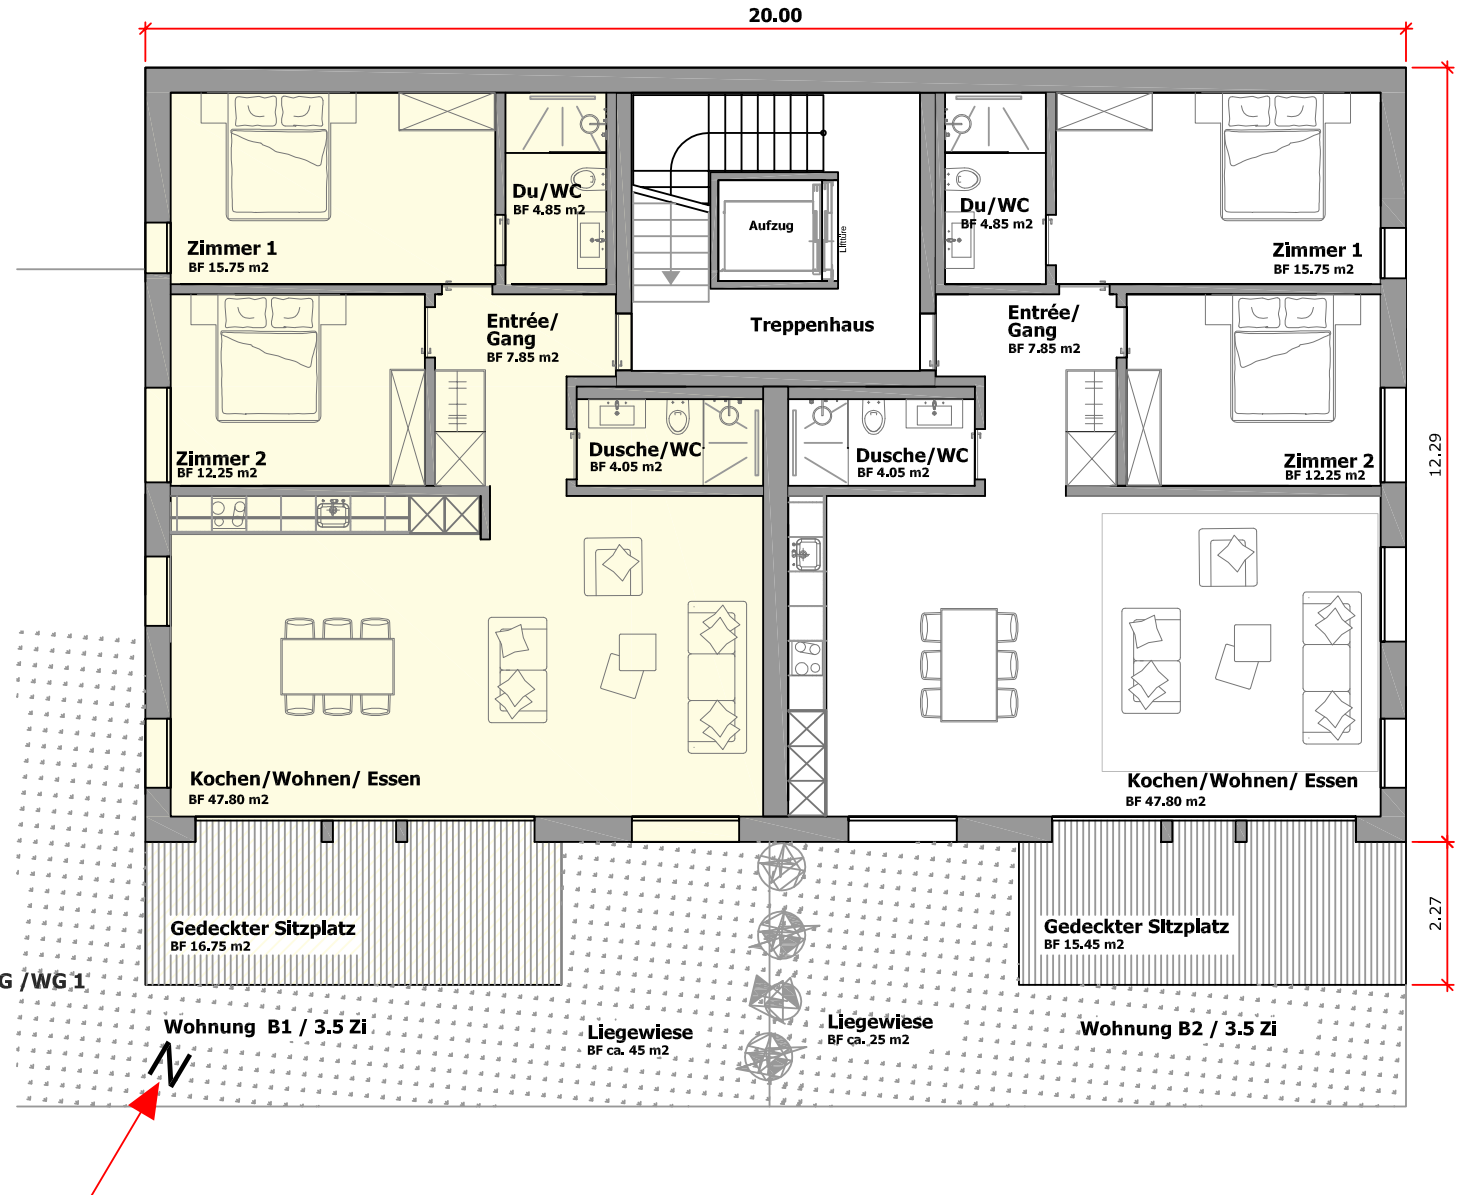 20.00
Du/WC
BF 4.85 m2
Zimmer 1
BF 15.75 m2
Aufzug
Lifttüre
Du/WC
BF 4.85 m2
Zimmer 1
BF 15.75 m2
Entrée/
Gang
BF 7.85 m2
Treppenhaus
Entrée/
Gang
BF 7.85 m2
Zimmer 2
BF 12.25 m2
Dusche/WC
BF 4.05 m2
Dusche/WC
BF 4.05 m2
Zimmer 2
BF 12.25 m2
12.29
Kochen/Wohnen/ Essen
BF 47.80 m2
Kochen/Wohnen/ Essen
BF 47.80 m2
Gedeckter Sitzplatz
BF 16.75 m2
Gedeckter Sitzplatz
BF 15.45 m2
2.27
G /WG 1
Wohnung B1 / 3.5 Zi
Liegewiese
BF ca. 45 m2
Liegewiese
BF ca. 25 m2
Wohnung B2 / 3.5 Zi
N